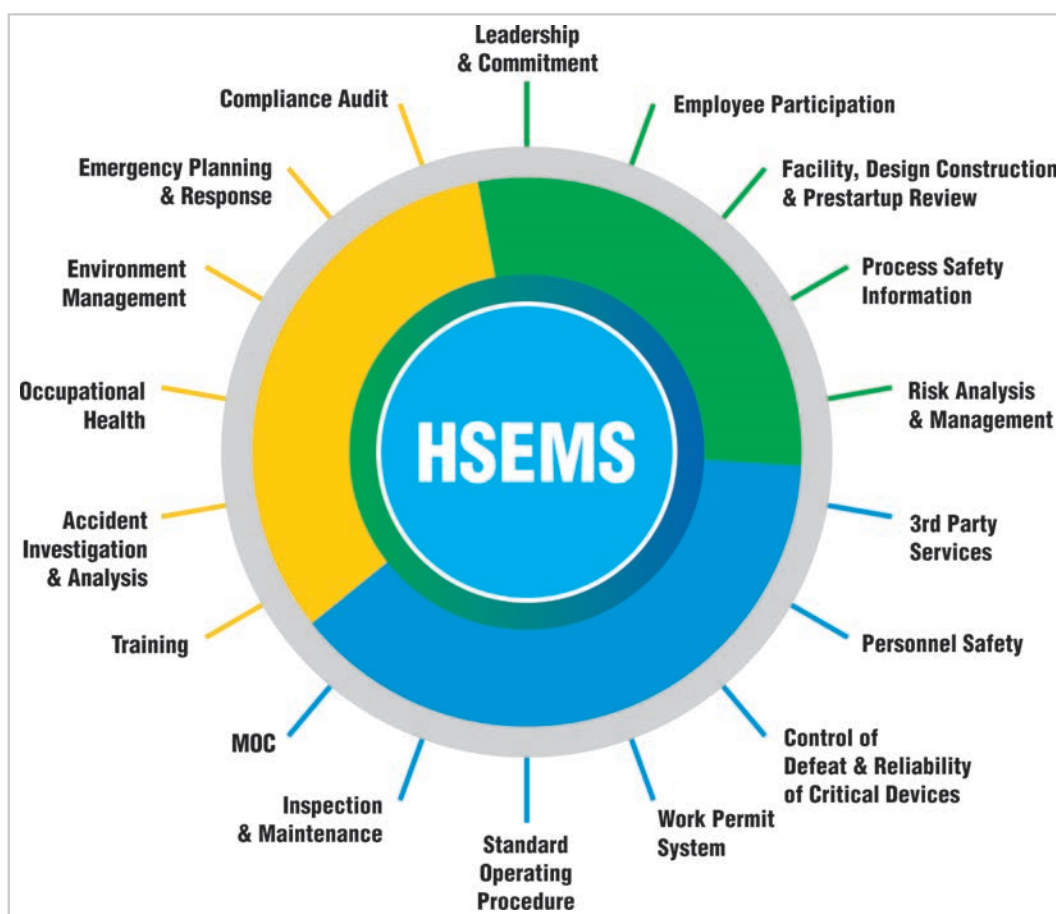 Leadership
& Commitment
Employee Participation
Facility, Design Construction
& Prestartup Review
Process Safety
Information
Risk Analysis
& Management
3rd Party
Services
Personnel Safety
Control of
Defeat & Reliability
of Critical Devices
Work Permit
System
Standard
Operating
Procedure
Inspection
& Maintenance
MOC
Training
Accident
Investigation
& Analysis
Occupational
Health
Environment
Management
Emergency Planning
& Response
Compliance Audit
HSEMS